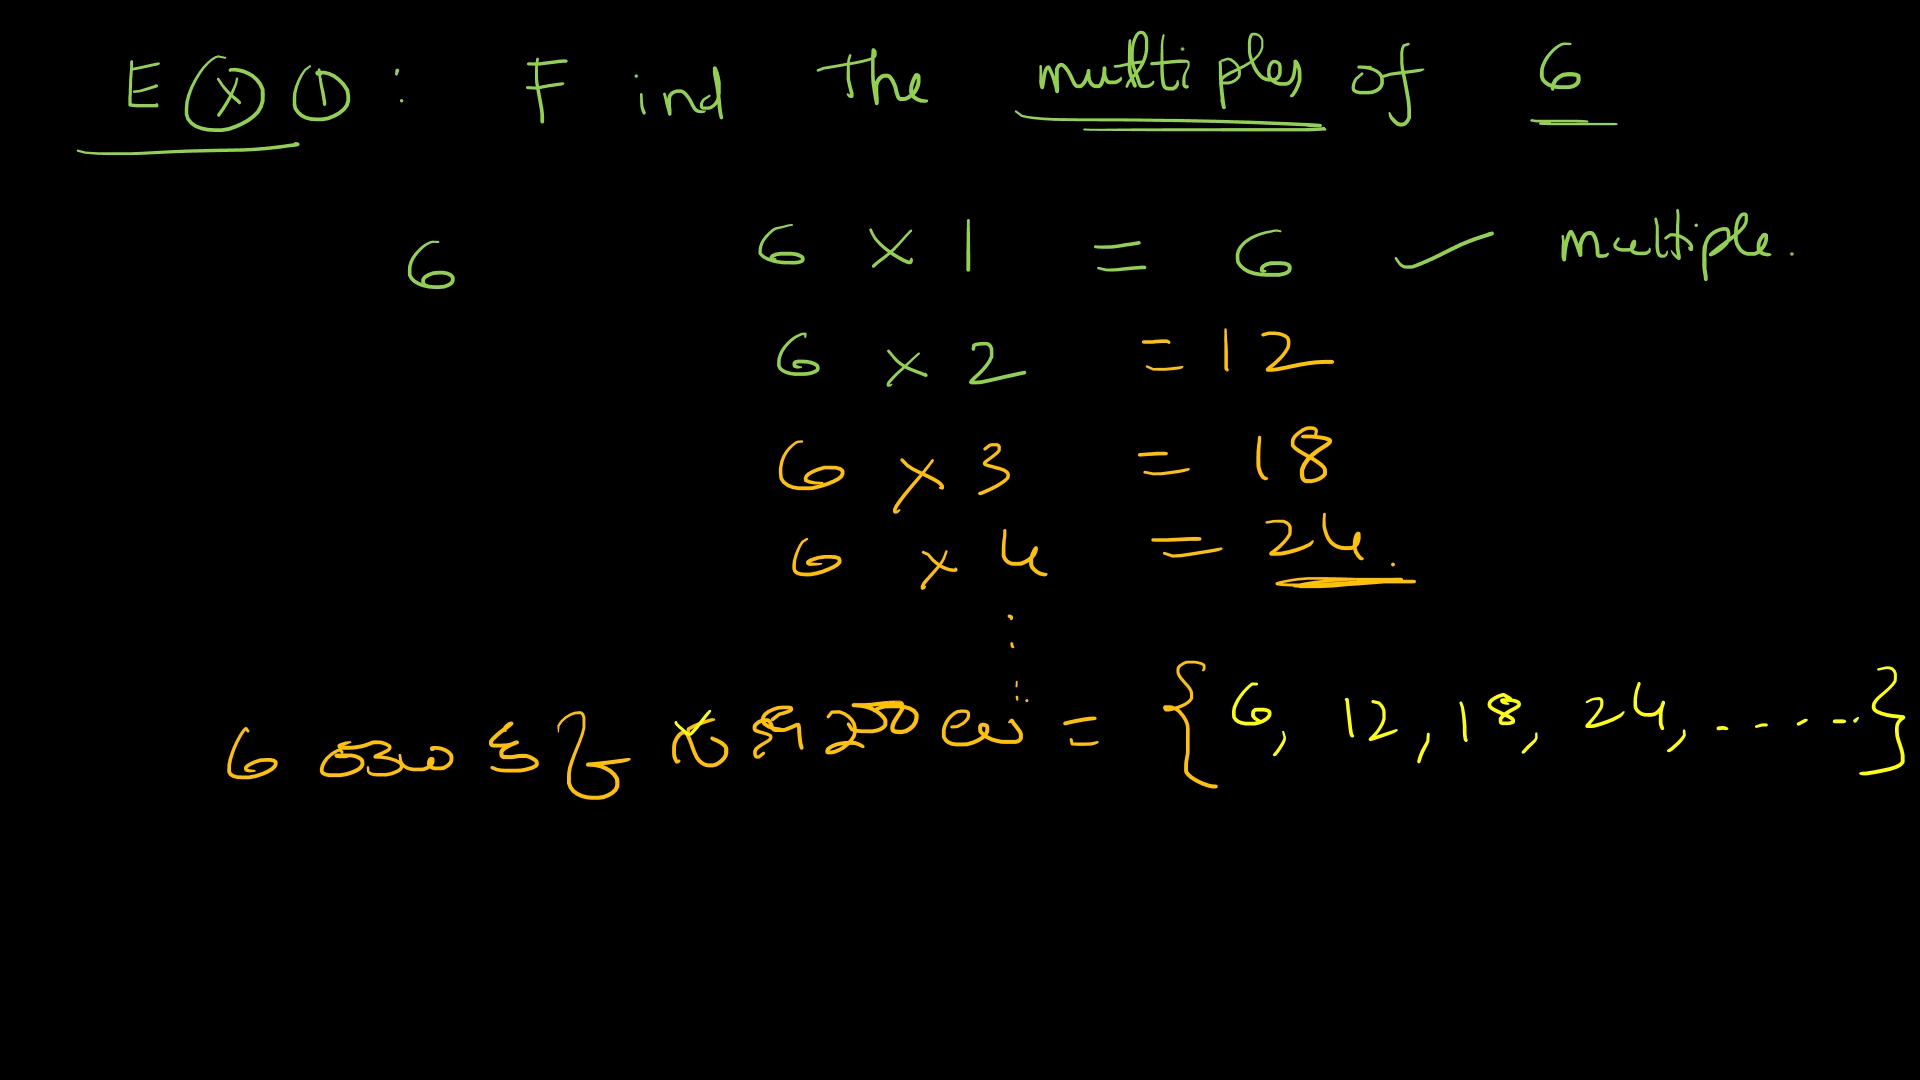 Ex ①: Find the multiples of 6
6 6 × 1 = 6 ✓ multiple.
6 × 2 = 12
6 × 3 = 18
6 × 4 = 24.
6 = {6, 12, 18, 24, .....}